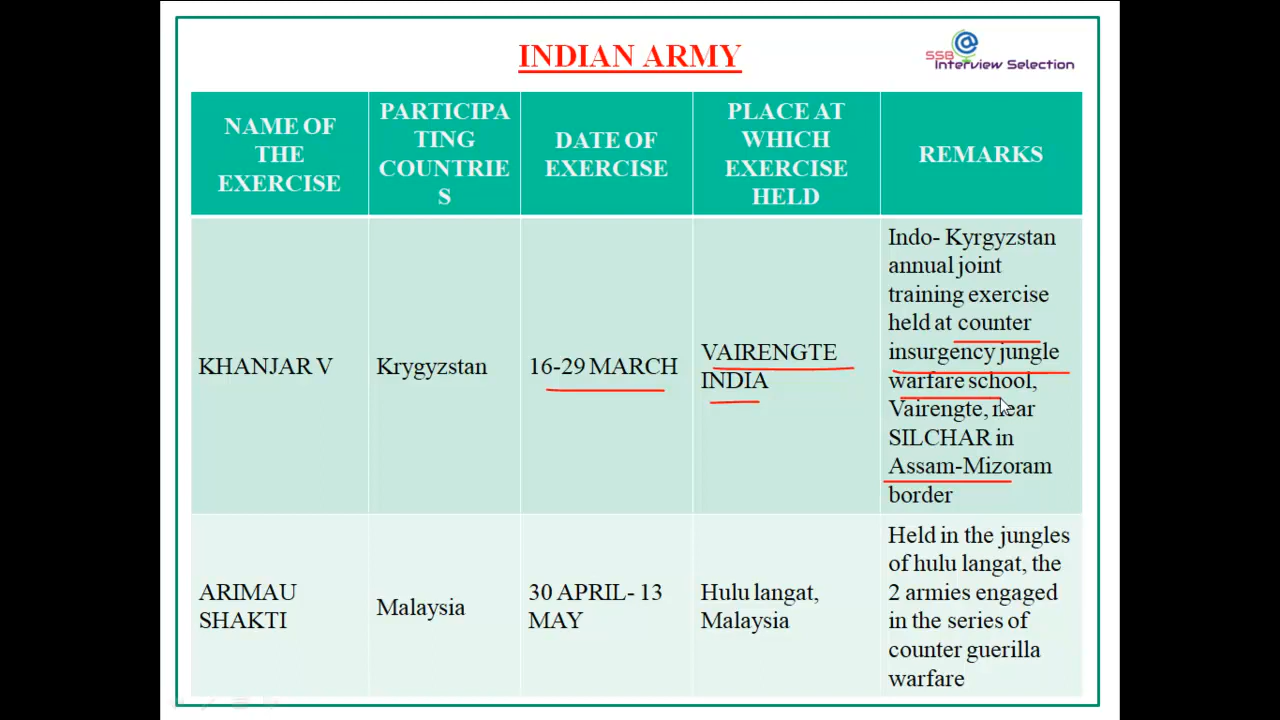 INDIAN ARMY
SSB
Interview Selection
NAME OF
THE
EXERCISE
PARTICIPA
TING
COUNTRIE
S
DATE OF
EXERCISE
PLACE AT
WHICH
EXERCISE
HELD
REMARKS
KHANJAR V
Krygyzstan
16-29 MARCH
VAIRENGTE
INDIA
Indo- Kyrgyzstan
annual joint
training exercise
held at counter
insurgency jungle
warfare school,
Vairengte, near
SILCHAR in
Assam-Mizoram
border
ARIMAU
SHAKTI
Malaysia
30 APRIL- 13
MAY
Hulu langat,
Malaysia
Held in the jungles
of hulu langat, the
2 armies engaged
in the series of
counter guerilla
warfare